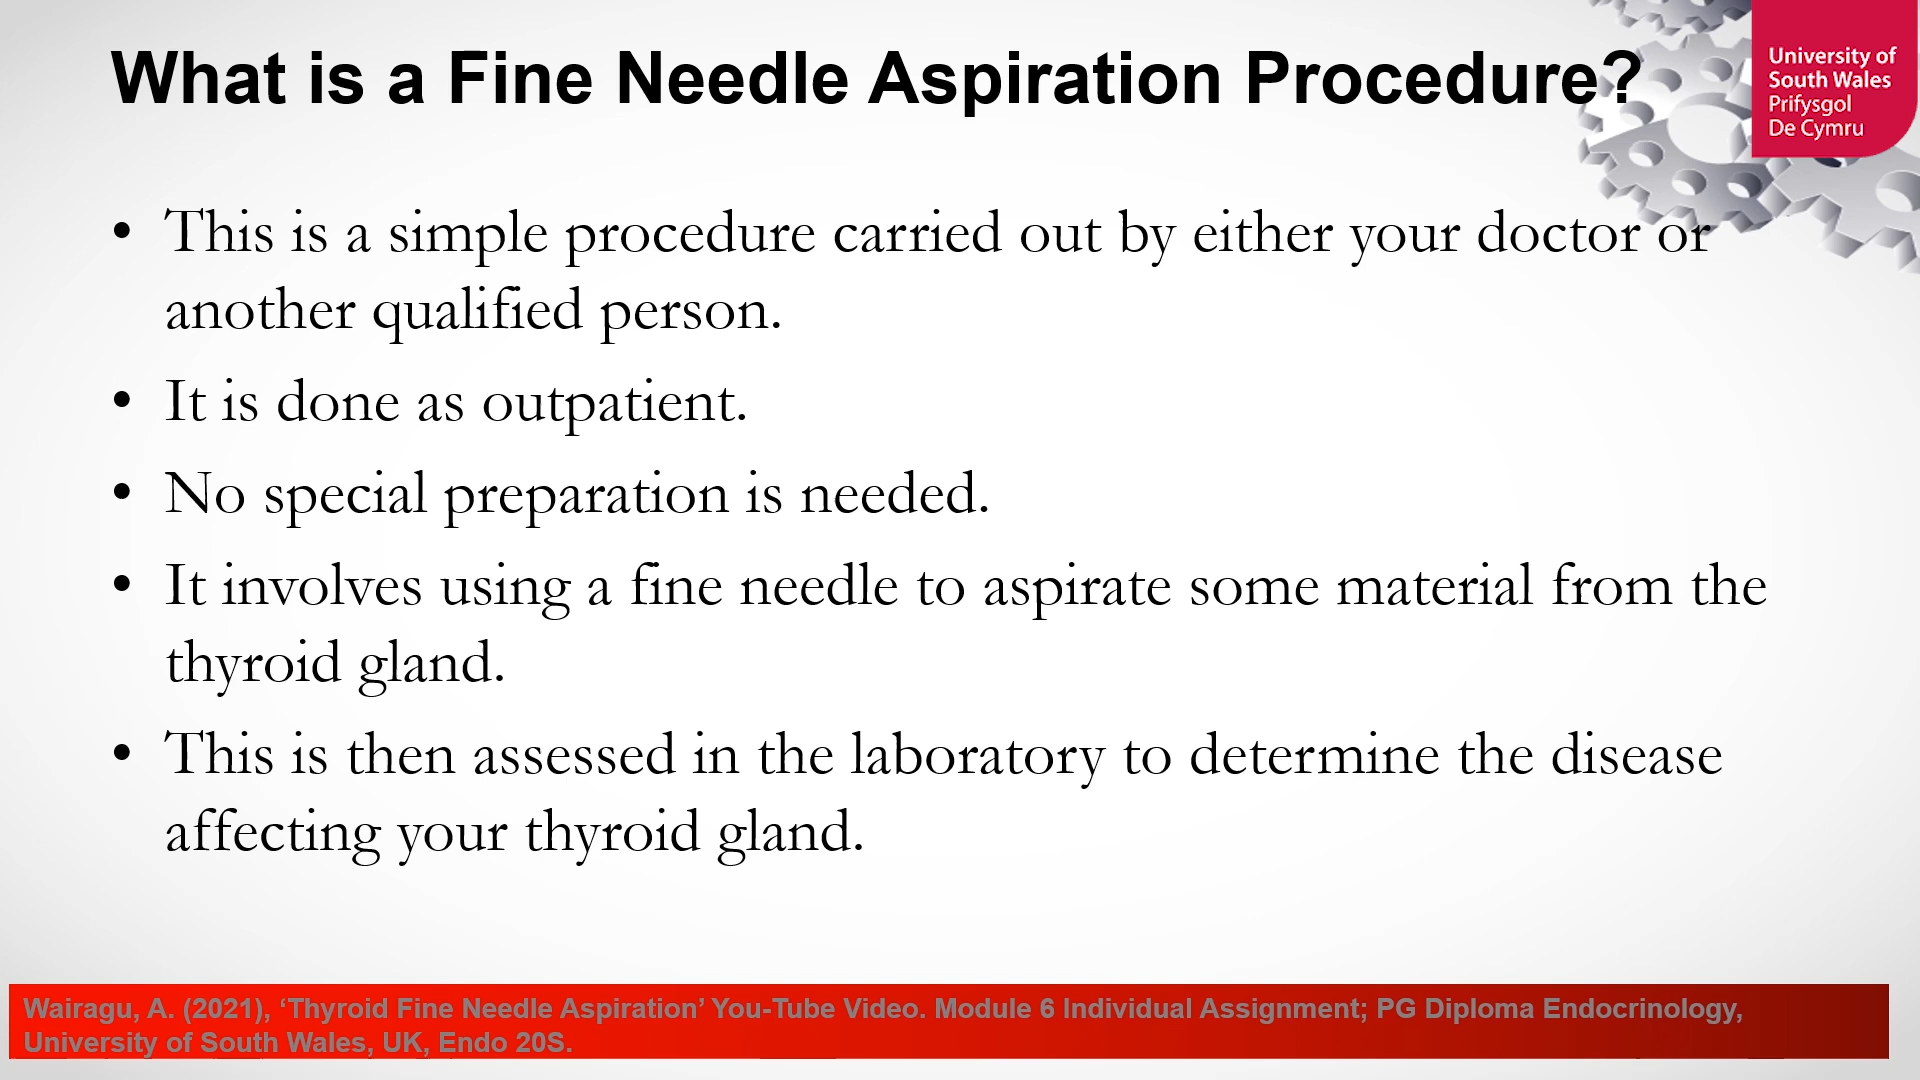 What is a Fine Needle Aspiration Procedure?
University of
South Wales
Prifysgol
De Cymru
• This is a simple procedure carried out by either your doctor or
another qualified person.
• It is done as outpatient.
• No special preparation is needed.
• It involves using a fine needle to aspirate some material from the
thyroid gland.
• This is then assessed in the laboratory to determine the disease
affecting your thyroid gland.
Wairagu, A. (2021), ‘Thyroid Fine Needle Aspiration’ You-Tube Video. Module 6 Individual Assignment; PG Diploma Endocrinology,
University of South Wales, UK, Endo 20S.